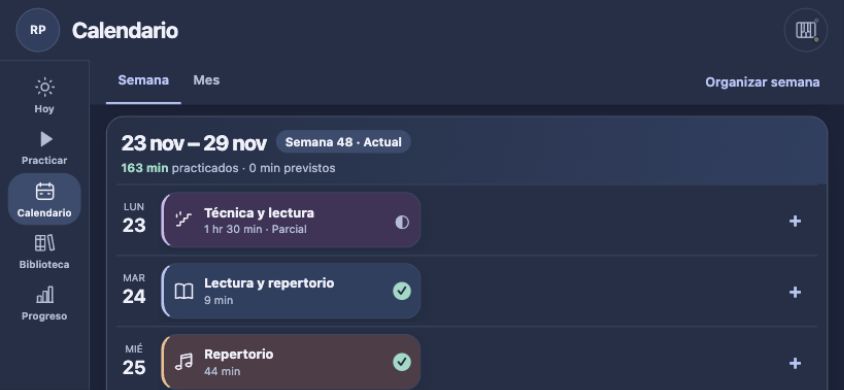 RP
Calendario
Hoy
Practicar
Calendario
Biblioteca
Progreso
Semana
Mes
Organizar semana
23 nov – 29 nov
Semana 48 · Actual
163 min practicados · 0 min previstos
LUN
23
Técnica y lectura
1 hr 30 min · Parcial
+
MAR
24
Lectura y repertorio
9 min
+
MIÉ
25
Repertorio
44 min
+